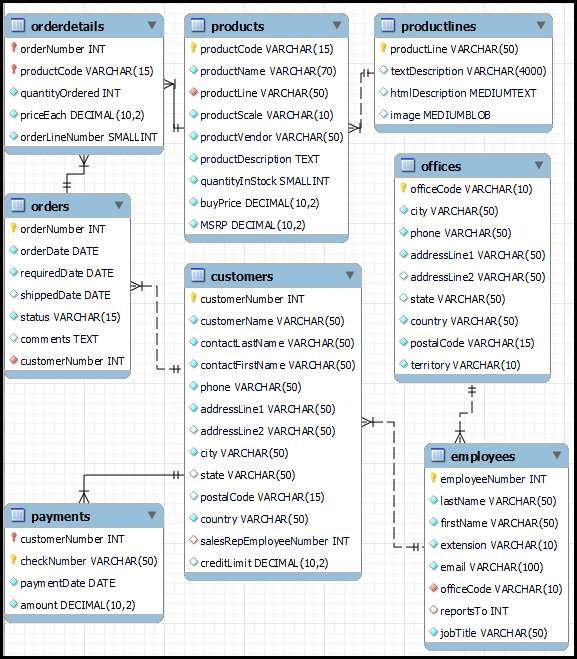 orderdetails
orderNumber INT
productCode VARCHAR(15)
quantityOrdered INT
priceEach DECIMAL(10,2)
orderLineNumber SMALLINT
products
productCode VARCHAR(15)
productName VARCHAR(70)
productLine VARCHAR(50)
productScale VARCHAR(10)
productVendor VARCHAR(50)
productDescription TEXT
quantityInStock SMALLINT
buyPrice DECIMAL(10,2)
MSRP DECIMAL(10,2)
productlines
productLine VARCHAR(50)
textDescription VARCHAR(4000)
htmlDescription MEDIUMTEXT
image MEDIUMBLOB
orders
orderNumber INT
orderDate DATE
requiredDate DATE
shippedDate DATE
status VARCHAR(15)
comments TEXT
customerNumber INT
customers
customerNumber INT
customerName VARCHAR(50)
contactLastName VARCHAR(50)
contactFirstName VARCHAR(50)
phone VARCHAR(50)
addressLine1 VARCHAR(50)
addressLine2 VARCHAR(50)
city VARCHAR(50)
state VARCHAR(50)
postalCode VARCHAR(15)
country VARCHAR(50)
salesRepEmployeeNumber INT
creditLimit DECIMAL(10,2)
offices
officeCode VARCHAR(10)
city VARCHAR(50)
phone VARCHAR(50)
addressLine1 VARCHAR(50)
addressLine2 VARCHAR(50)
state VARCHAR(50)
country VARCHAR(50)
postalCode VARCHAR(15)
territory VARCHAR(10)
payments
customerNumber INT
checkNumber VARCHAR(50)
paymentDate DATE
amount DECIMAL(10,2)
employees
employeeNumber INT
lastName VARCHAR(50)
firstName VARCHAR(50)
extension VARCHAR(10)
email VARCHAR(100)
officeCode VARCHAR(10)
reportsTo INT
jobTitle VARCHAR(50)